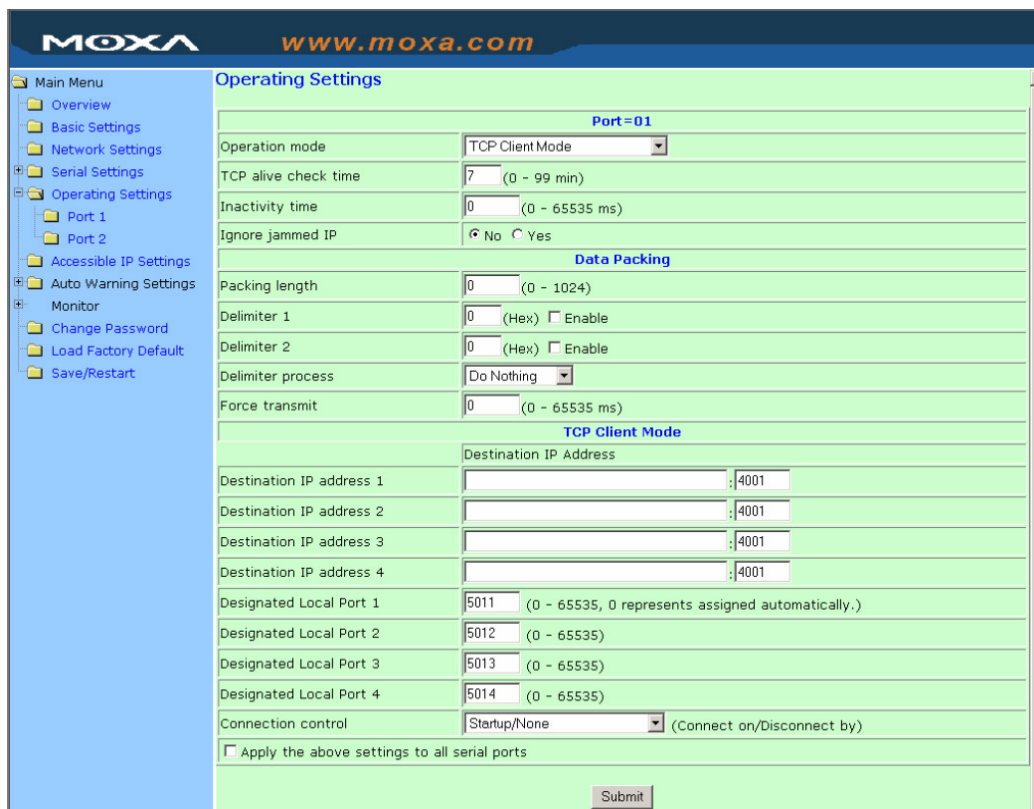 MOXA www.moxa.com
Main Menu
Overview
Basic Settings
Network Settings
Serial Settings
Operating Settings
Port 1
Port 2
Accessible IP Settings
Auto Warning Settings
Monitor
Change Password
Load Factory Default
Save/Restart
Operating Settings
Port=01
Operation mode TCP Client Mode
TCP alive check time 7 (0 - 99 min)
Inactivity time 0 (0 - 65535 ms)
Ignore jammed IP No Yes
Data Packing
Packing length 0 (0 - 1024)
Delimiter 1 0 (Hex) Enable
Delimiter 2 0 (Hex) Enable
Delimiter process Do Nothing
Force transmit 0 (0 - 65535 ms)
TCP Client Mode
Destination IP Address
Destination IP address 1 :4001
Destination IP address 2 :4001
Destination IP address 3 :4001
Destination IP address 4 :4001
Designated Local Port 1 5011 (0 - 65535, 0 represents assigned automatically.)
Designated Local Port 2 5012 (0 - 65535)
Designated Local Port 3 5013 (0 - 65535)
Designated Local Port 4 5014 (0 - 65535)
Connection control Startup/None (Connect on/Disconnect by)
Apply the above settings to all serial ports
Submit